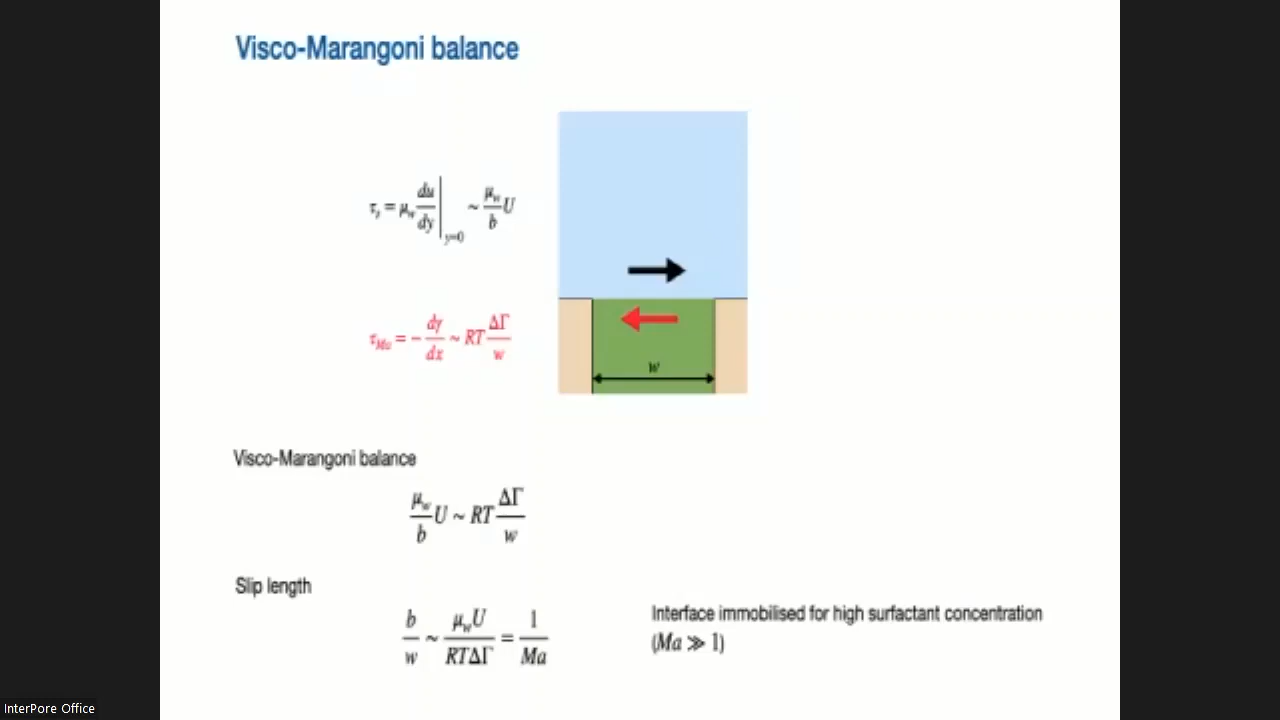 Visco-Marangoni balance
τ_s = μ_w du/dy |_{y=0} ~ μ_w/b U
τ_Ma = - dγ/dx ~ RT ΔΓ/w
w
Visco-Marangoni balance
μ_w/b U ~ RT ΔΓ/w
Slip length
b/w ~ μ_w U/RTΔΓ = 1/Ma
Interface immobilised for high surfactant concentration
(Ma ≫ 1)
InterPore Office